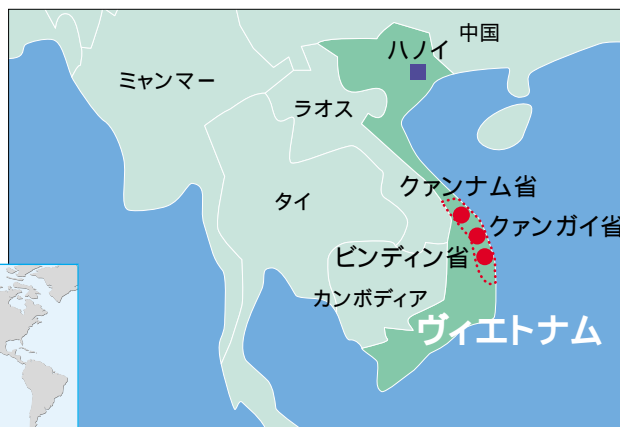 中国
ハノイ
ミャンマー
ラオス
クァンナム省
タイ
クァンガイ省
ビンディン省
カンボディア
ヴィエトナム